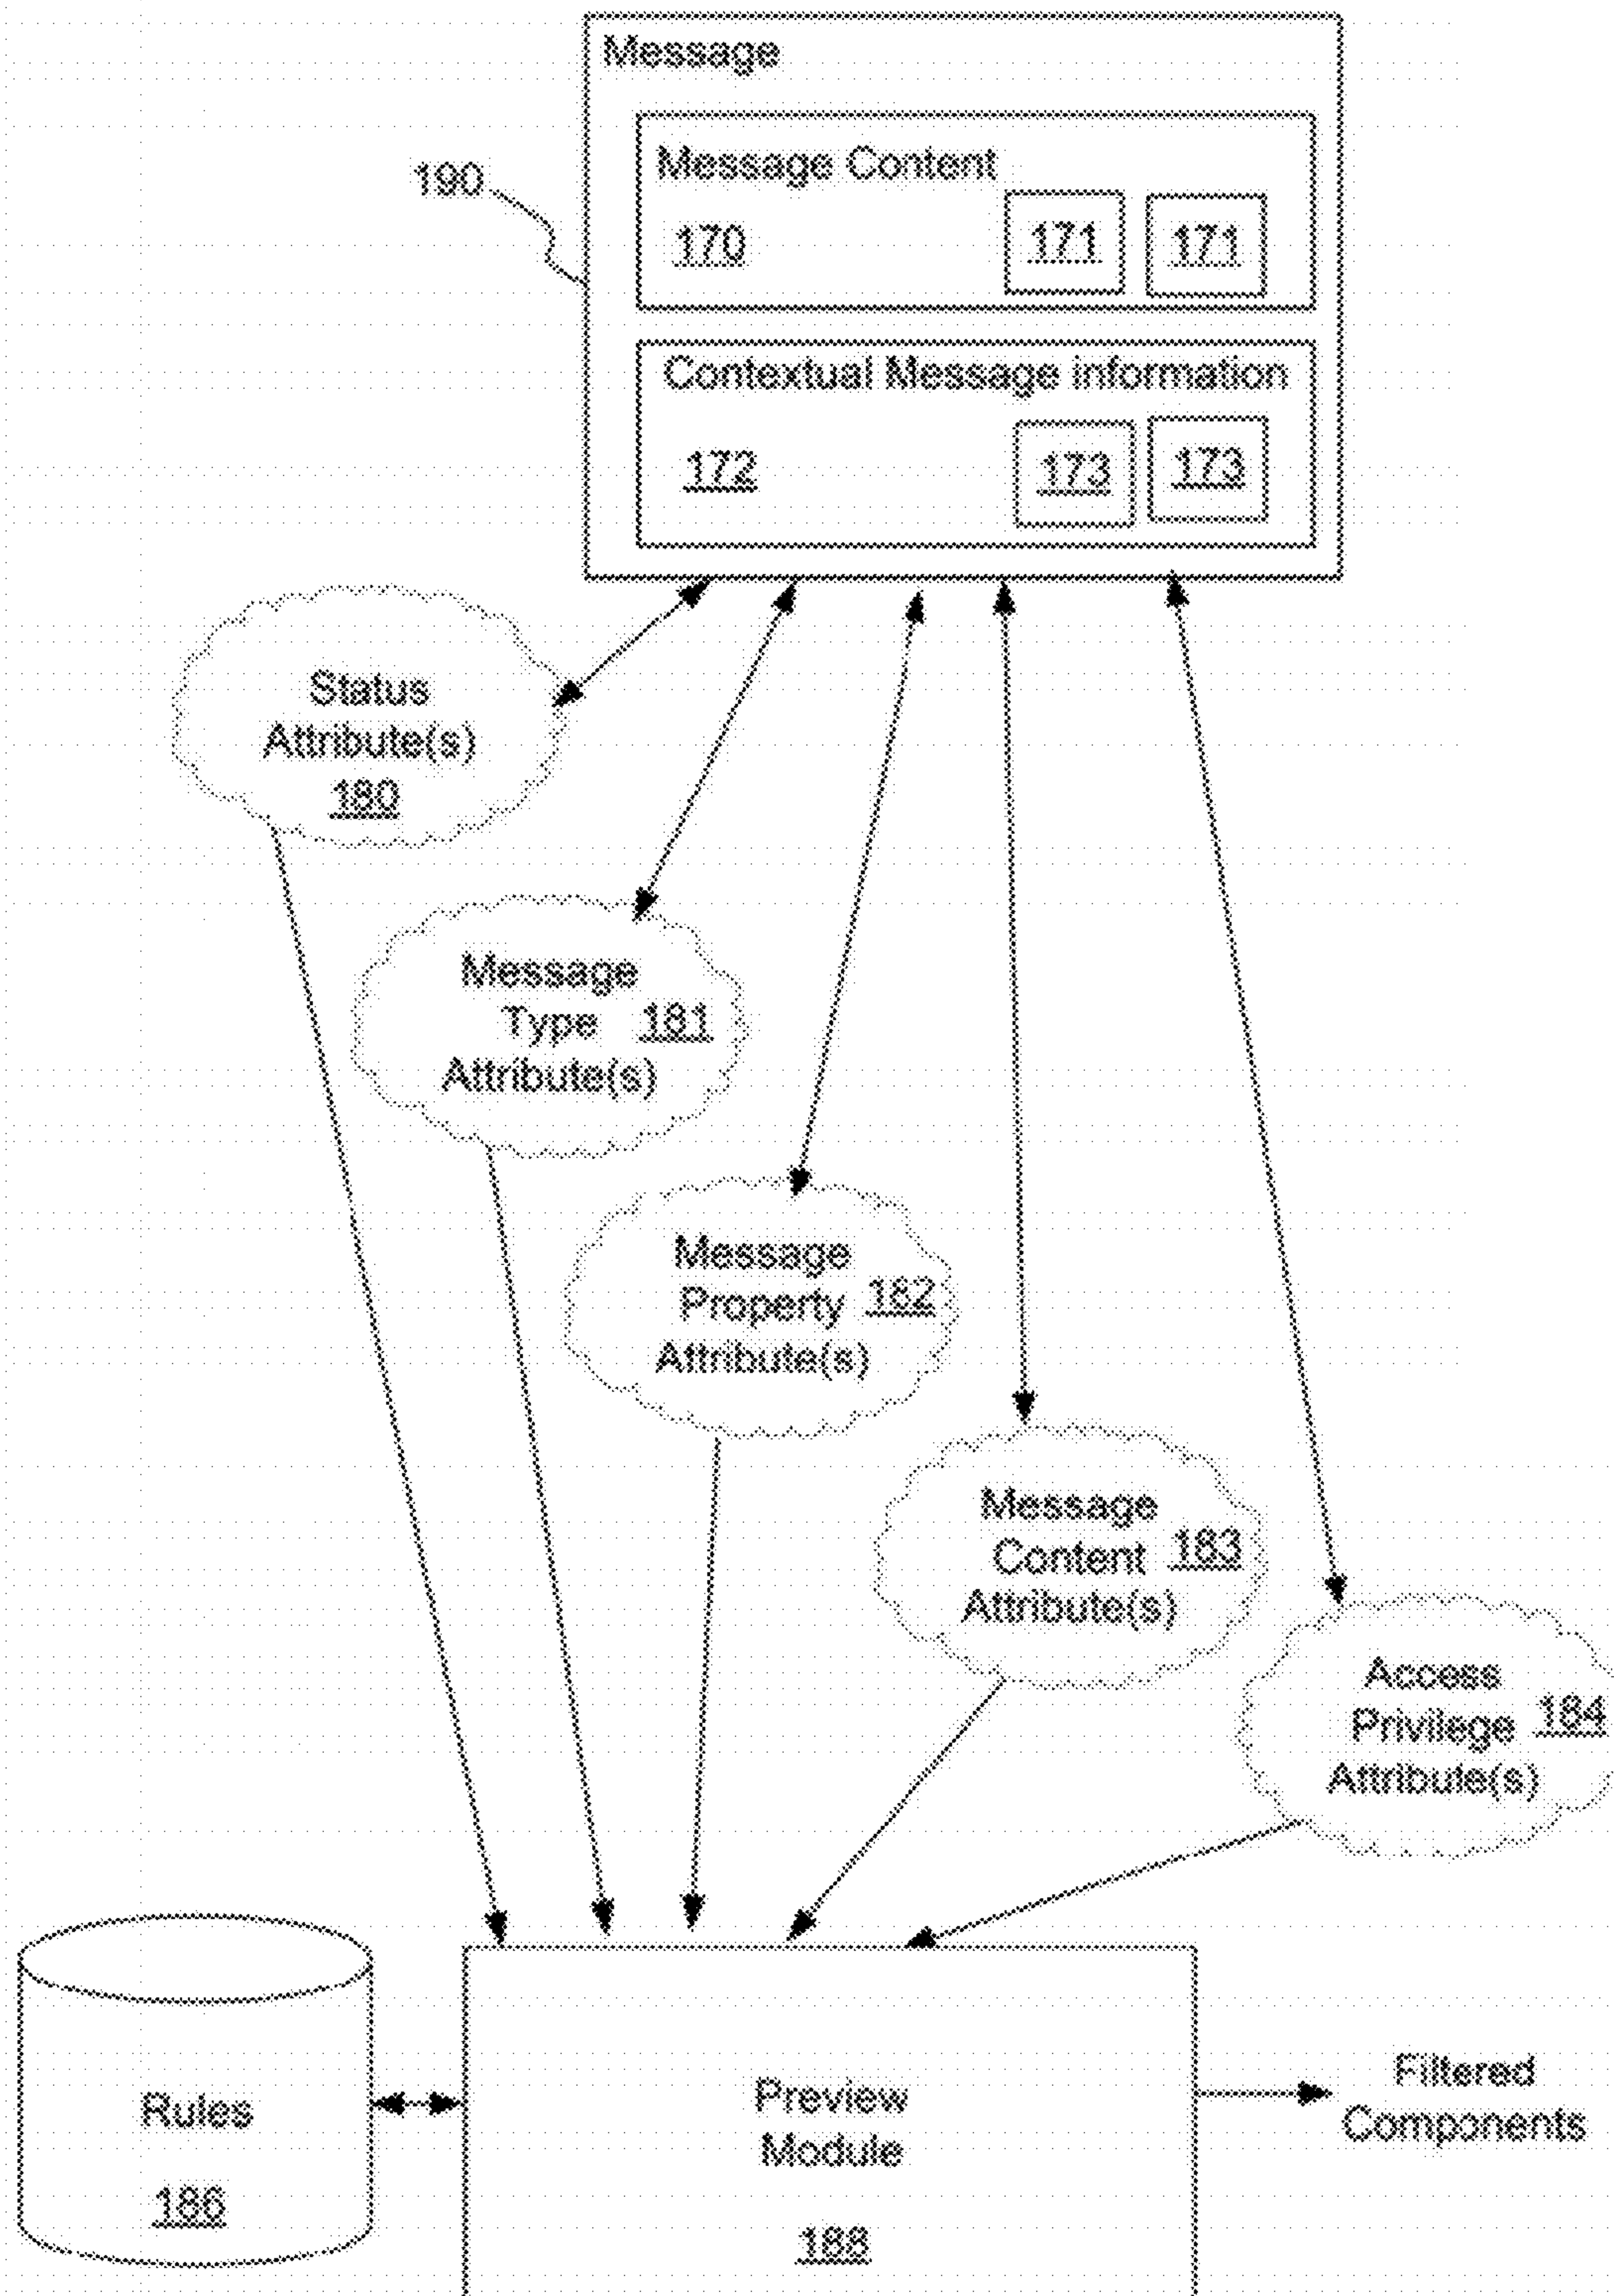 Message
Message Content
190
170
171
171
Contextual Message information
172
173
173
Status
Attribute(s)
180
Message
Type 181
Attribute(s)
Message
Property 182
Attribute(s)
Message
Content 183
Attribute(s)
Access
Privilege 184
Attribute(s)
Rules
186
Preview
Module
188
Filtered
Components